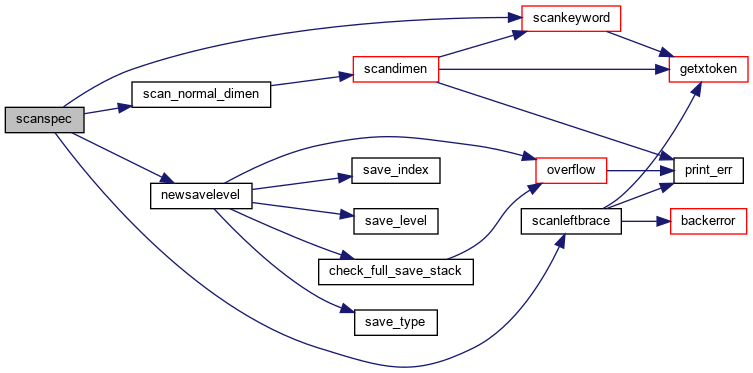 scankeyword
scandimen
getxtoken
scan_normal_dimen
scanspec
overflow
print_err
save_index
newsavelevel
save_level
scanleftbrace
backerror
check_full_save_stack
save_type